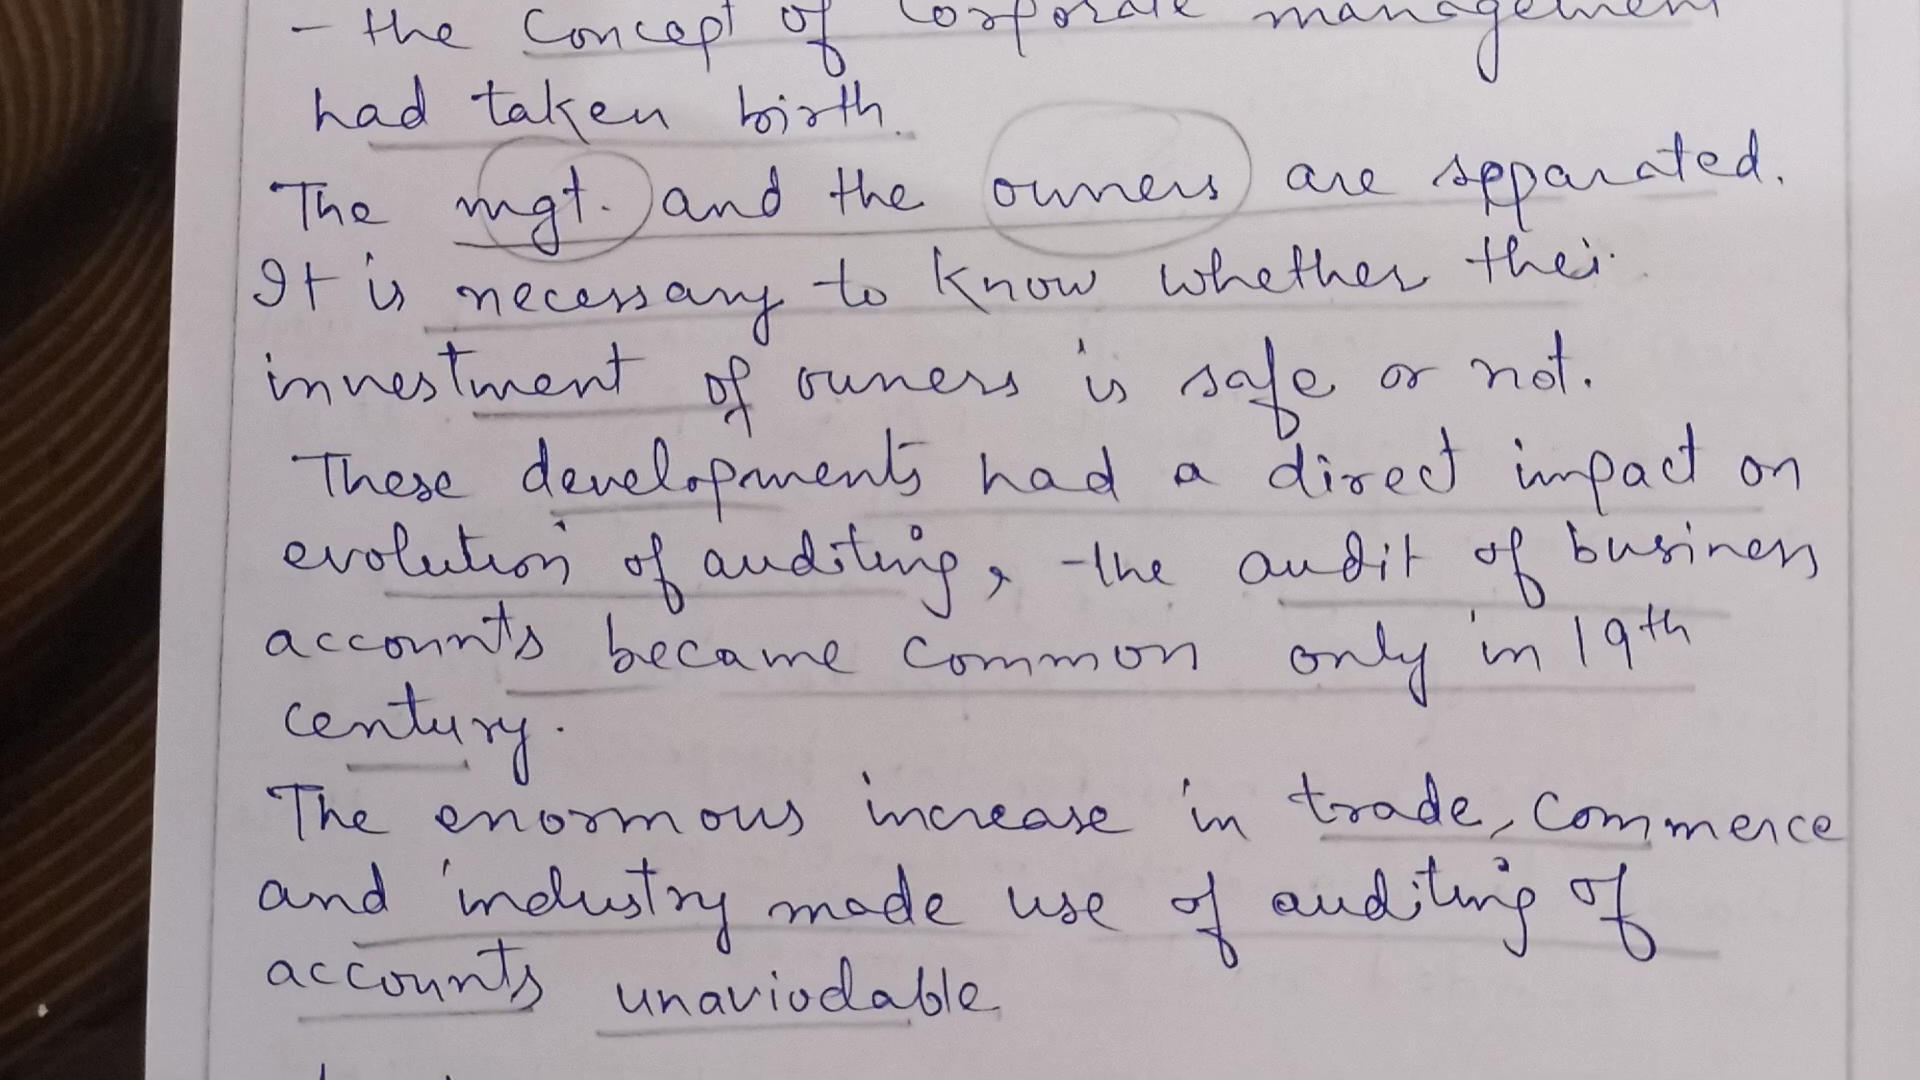 - the concept of corporate management
had taken birth.
The mgt. and the owners are spparated.
It is necessary to know whether thei
investment of owners is safe or not.
These developments had a direct impact on
evolution of auditing, the audit of business
accounts became common only in 19th
century.
The enormous increase in trade, commerce
and industry made use of auditing of
accounts unaviodable